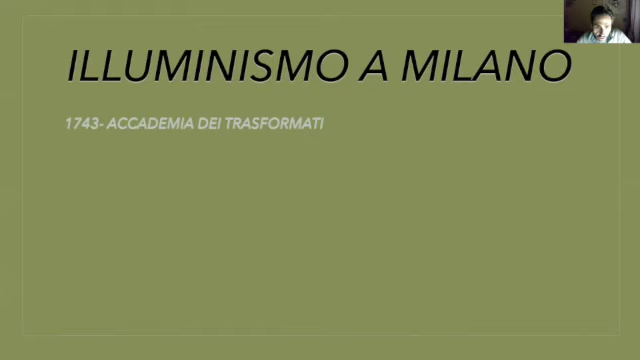 ILLUMINISMO A MILANO
1743- ACCADEMIA DEI TRASFORMATI